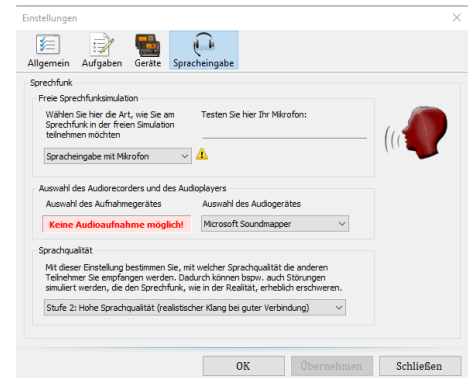 Einstellungen
Allgemein Aufgaben Geräte Spracheingabe
Sprechfunk
Freie Sprechfunksimulation
Wählen Sie hier die Art, wie Sie am
Sprechfunk in der freien Simulation
teilnehmen möchten
Testen Sie hier Ihr Mikrofon:
Spracheingabe mit Mikrofon
Auswahl des Audiorecorders und des Audioplayers
Auswahl des Aufnahmegerätes
Auswahl des Audiogerätes
Keine Audioaufnahme möglich!
Microsoft Soundmapper
Sprachqualität
Mit dieser Einstellung bestimmen Sie, mit welcher Sprachqualität die anderen
Teilnehmer Sie empfangen werden. Dadurch können bspw. auch Störungen
simuliert werden, die den Sprechfunk, wie in der Realität, erheblich erschweren.
Stufe 2: Hohe Sprachqualität (realistischer Klang bei guter Verbindung)
OK Übernehmen Schließen